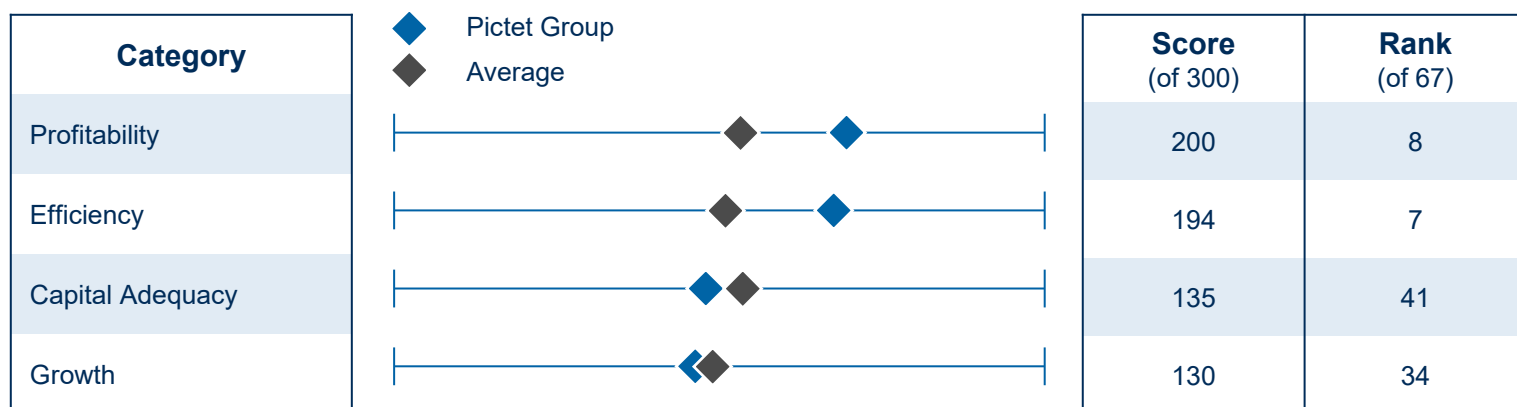 Category
Pictet Group
Average
Score
(of 300)
Rank
(of 67)
Profitability
200
8
Efficiency
194
7
Capital Adequacy
135
41
Growth
130
34